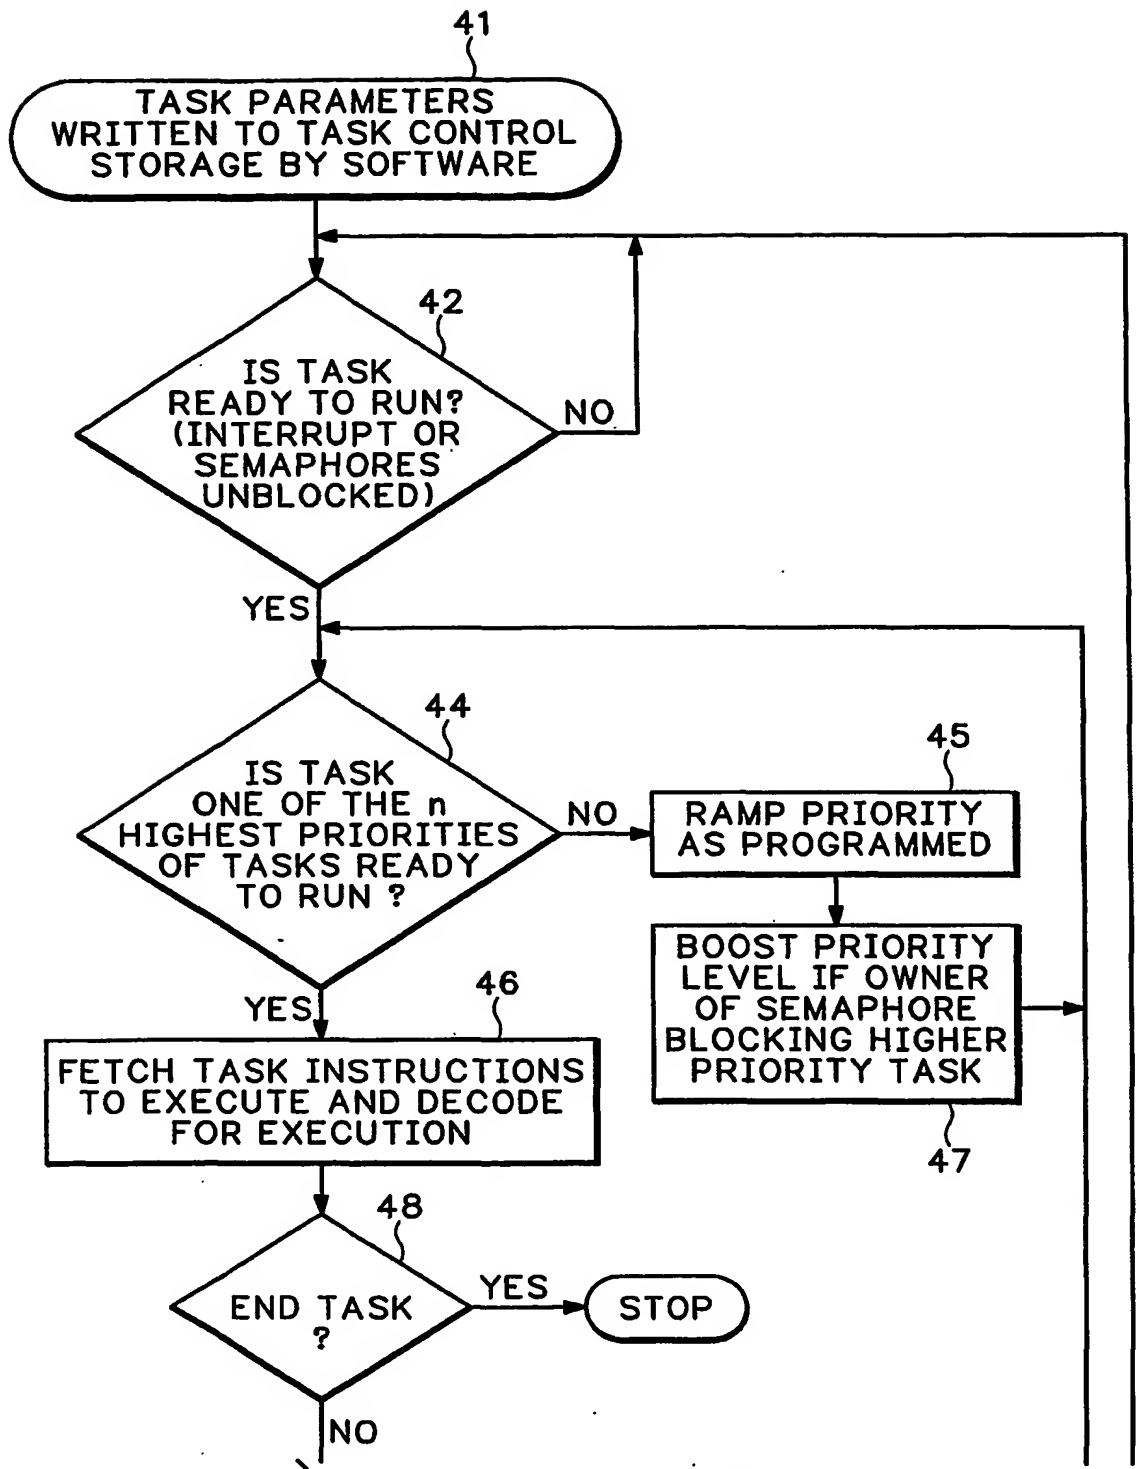 41
TASK PARAMETERS
WRITTEN TO TASK CONTROL
STORAGE BY SOFTWARE
42
IS TASK
READY TO RUN?
(INTERRUPT OR
SEMAPHORES
UNBLOCKED)
NO
YES
44
IS TASK
ONE OF THE n
HIGHEST PRIORITIES
OF TASKS READY
TO RUN ?
NO
45
RAMP PRIORITY
AS PROGRAMMED
BOOST PRIORITY
LEVEL IF OWNER
OF SEMAPHORE
BLOCKING HIGHER
PRIORITY TASK
47
YES
46
FETCH TASK INSTRUCTIONS
TO EXECUTE AND DECODE
FOR EXECUTION
48
END TASK
?
YES
STOP
NO